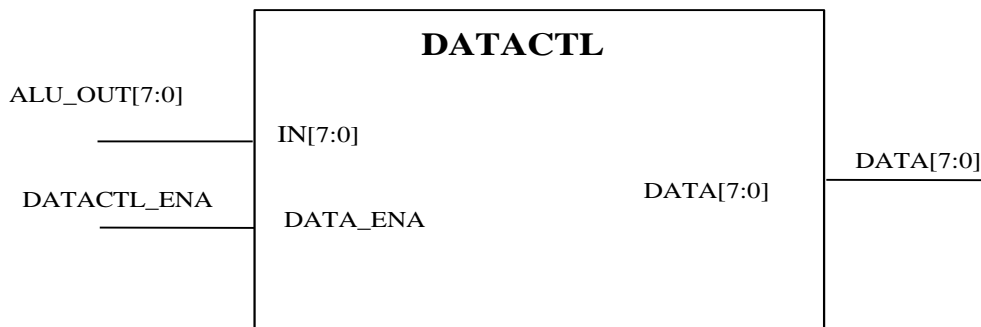 DATACTL
ALU_OUT[7:0]
IN[7:0]
DATA[7:0]
DATACTL_ENA
DATA[7:0]
DATA_ENA